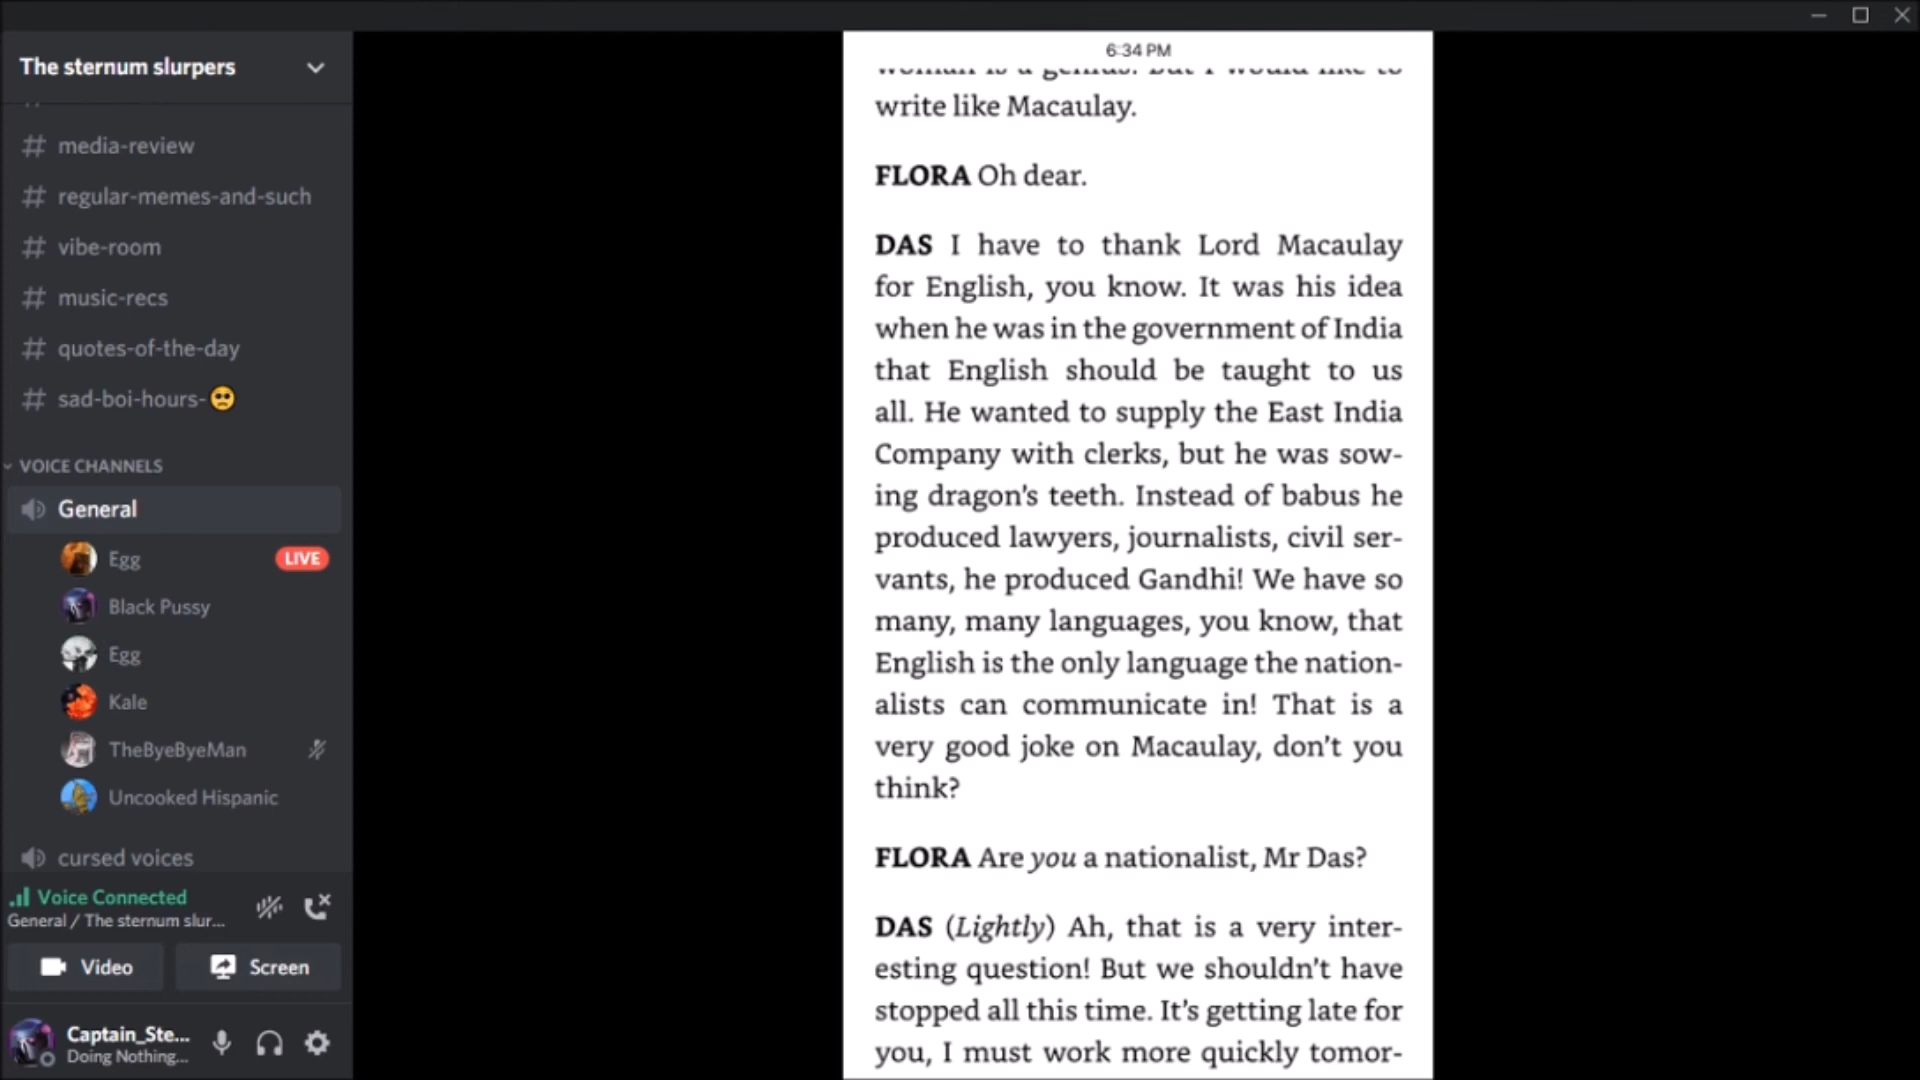 The sternum slurpers
# media-review
# regular-memes-and-such
# vibe-room
# music-recs
# quotes-of-the-day
# sad-boi-hours-🥺
VOICE CHANNELS
General
Egg LIVE
Black Pussy
Egg
Kale
TheByeByeMan
Uncooked Hispanic
cursed voices
Voice Connected
General / The sternum slur...
Video Screen
Captain_Ste...
Doing Nothing...
6:34 PM
woman is a genius. But I would like to
write like Macaulay.
FLORA Oh dear.
DAS I have to thank Lord Macaulay
for English, you know. It was his idea
when he was in the government of India
that English should be taught to us
all. He wanted to supply the East India
Company with clerks, but he was sow-
ing dragon's teeth. Instead of babus he
produced lawyers, journalists, civil ser-
vants, he produced Gandhi! We have so
many, many languages, you know, that
English is the only language the nation-
alists can communicate in! That is a
very good joke on Macaulay, don't you
think?
FLORA Are you a nationalist, Mr Das?
DAS (Lightly) Ah, that is a very inter-
esting question! But we shouldn't have
stopped all this time. It's getting late for
you, I must work more quickly tomor-